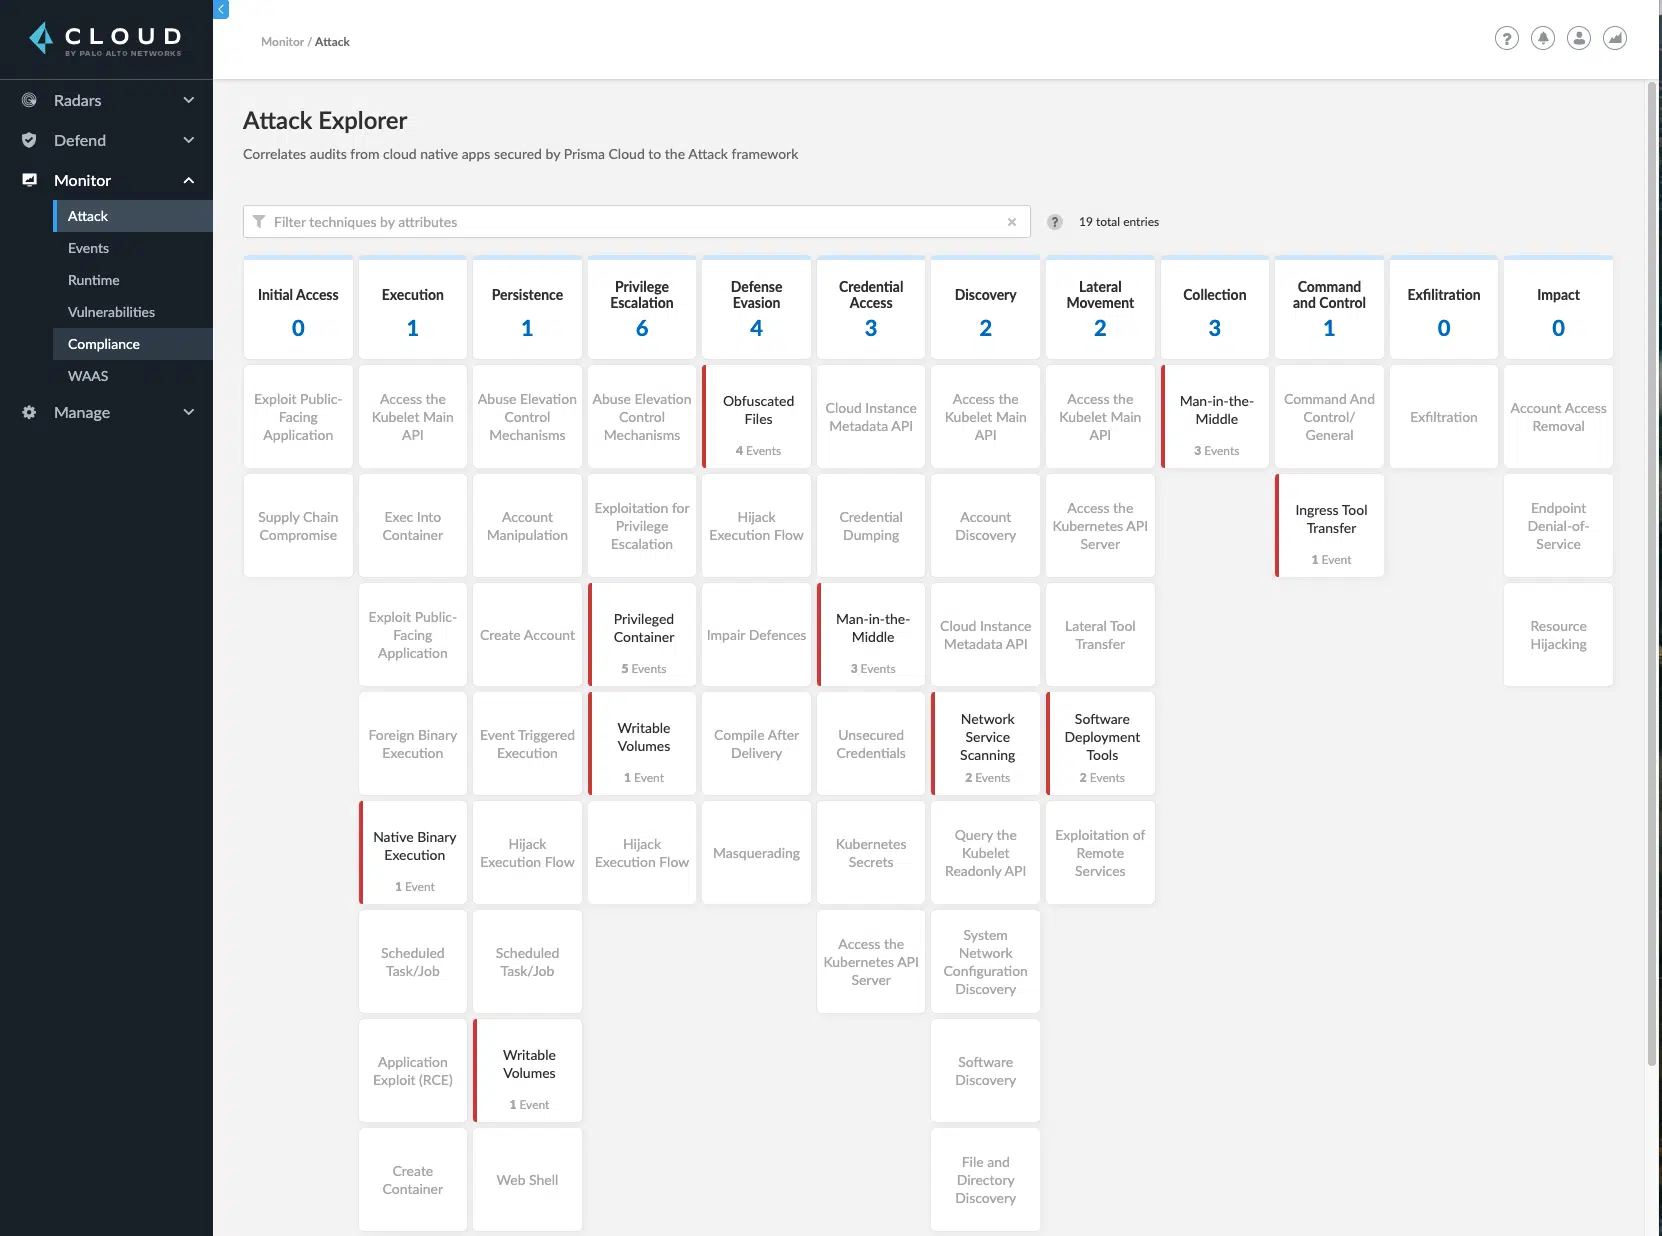 CLOUD
BY PALO ALTO NETWORKS
Radars
Defend
Monitor
Attack
Events
Runtime
Vulnerabilities
Compliance
WAAS
Manage
Monitor / Attack
Attack Explorer
Correlates audits from cloud native apps secured by Prisma Cloud to the Attack framework
Filter techniques by attributes
?
19 total entries
Initial Access
0
Exploit Public-
Facing
Application
Supply Chain
Compromise
Execution
1
Access the
Kubelet Main
API
Exec Into
Container
Exploit Public-
Facing
Application
Foreign Binary
Execution
Native Binary
Execution
1 Event
Scheduled
Task/Job
Application
Exploit (RCE)
Create
Container
Persistence
1
Abuse Elevation
Control
Mechanisms
Account
Manipulation
Create Account
Event Triggered
Execution
Hijack
Execution Flow
Scheduled
Task/Job
Writable
Volumes
1 Event
Web Shell
Privilege
Escalation
6
Abuse Elevation
Control
Mechanisms
Exploitation for
Privilege
Escalation
Privileged
Container
5 Events
Writable
Volumes
1 Event
Hijack
Execution Flow
Defense
Evasion
4
Obfuscated
Files
4 Events
Hijack
Execution Flow
Impair Defences
Compile After
Delivery
Masquerading
Credential
Access
3
Cloud Instance
Metadata API
Credential
Dumping
Man-in-the-
Middle
3 Events
Unsecured
Credentials
Kubernetes
Secrets
Access the
Kubernetes API
Server
Discovery
2
Access the
Kubelet Main
API
Account
Discovery
Cloud Instance
Metadata API
Network
Service
Scanning
2 Events
Query the
Kubelet
Readonly API
System
Network
Configuration
Discovery
Software
Discovery
File and
Directory
Discovery
Lateral
Movement
2
Access the
Kubelet Main
API
Access the
Kubernetes API
Server
Lateral Tool
Transfer
Software
Deployment
Tools
2 Events
Exploitation of
Remote
Services
Collection
3
Man-in-the-
Middle
3 Events
Command
and Control
1
Command And
Control/
General
Ingress Tool
Transfer
1 Event
Exfilitration
0
Exfiltration
Impact
0
Account Access
Removal
Endpoint
Denial-of-
Service
Resource
Hijacking